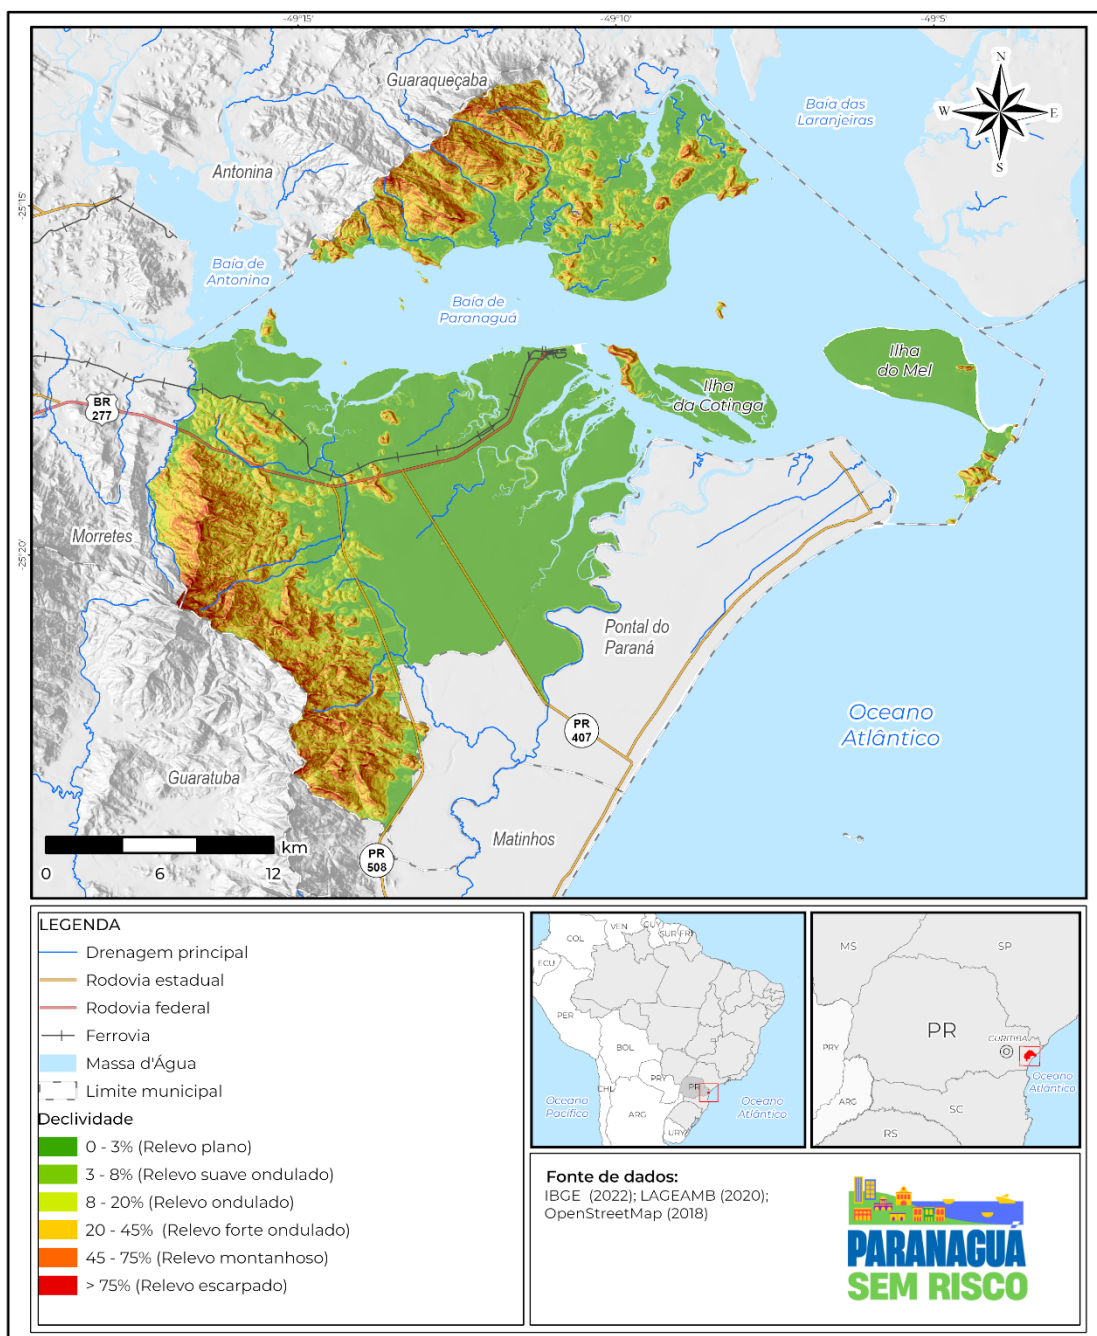 -49°15'
-49°10'
-49°5'
Guaraqueçaba
Baía das
Laranjeiras
N
W
E
S
Antonina
-25°15'
Baía de
Antonina
Baía de
Paranaguá
Ilha
do Mel
Ilha
da Cotinga
BR
277
Morretes
-25°20'
Pontal do
Paraná
PR
407
Oceano
Atlântico
Guaratuba
Matinhos
PR
508
km
0
6
12
LEGENDA
Drenagem principal
Rodovia estadual
Rodovia federal
Ferrovia
Massa d'Água
Limite municipal
Declividade
0 - 3% (Relevo plano)
3 - 8% (Relevo suave ondulado)
8 - 20% (Relevo ondulado)
20 - 45% (Relevo forte ondulado)
45 - 75% (Relevo montanhoso)
> 75% (Relevo escarpado)
VEN
GUY
SUR
FRI
COL
ECU
PER
BOL
PRY
PR
CHL
ARG
URY
Oceano
Pacífico
Oceano
Atlântico
MS
SP
PR
CURITIBA
PRY
ARG
SC
RS
Oceano
Atlântico
Fonte de dados:
IBGE (2022); LAGEAMB (2020);
OpenStreetMap (2018)
PARANAGUÁ
SEM RISCO